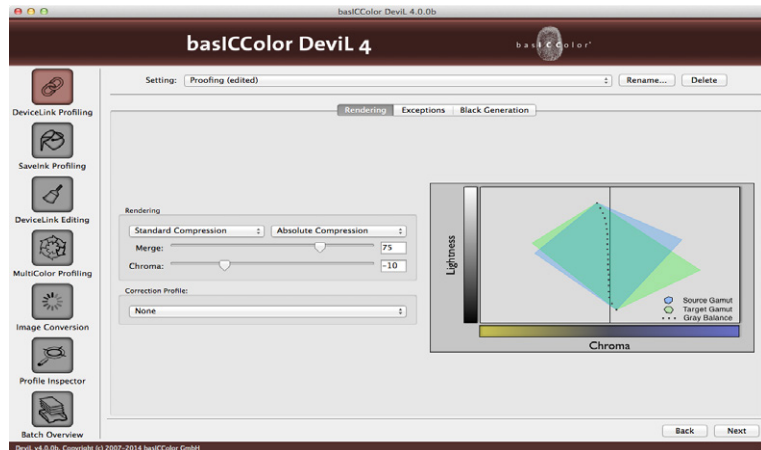 basICColor DeviL 4.0.0b
basICColor DeviL 4
basICColor
Setting: Proofing (edited) Rename... Delete
DeviceLink Profiling
SaveInk Profiling
DeviceLink Editing
MultiColor Profiling
Image Conversion
Profile Inspector
Batch Overview
Rendering Exceptions Black Generation
Rendering
Standard Compression Absolute Compression
Merge: 75
Chroma: -10
Correction Profile:
None
Lightness
Source Gamut
Target Gamut
Gray Balance
Chroma
Back Next
DeviL v4.0.0b, Copyright (c) 2007-2014 basICColor GmbH